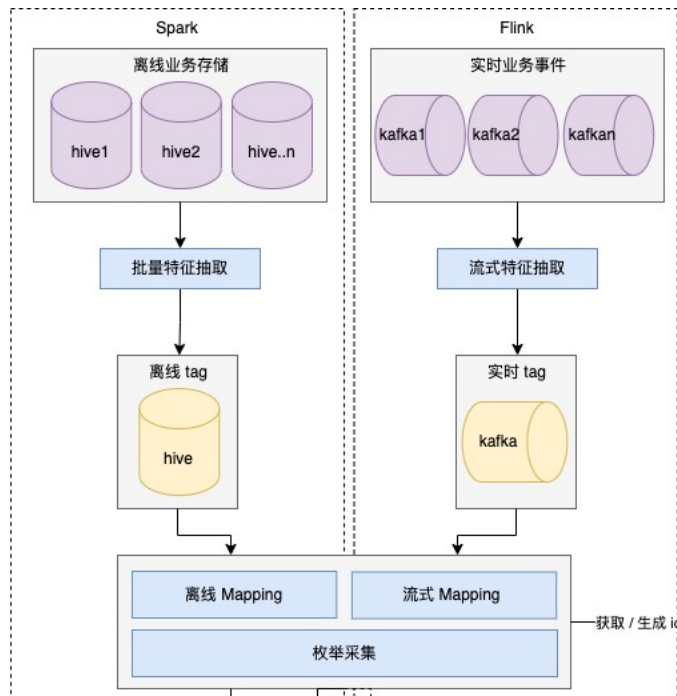 Spark
Flink
离线业务存储
实时业务事件
hive1
hive2
hive..n
kafka1
kafka2
kafkan
批量特征抽取
流式特征抽取
离线 tag
实时 tag
hive
kafka
离线 Mapping
流式 Mapping
获取 / 生成 id
枚举采集